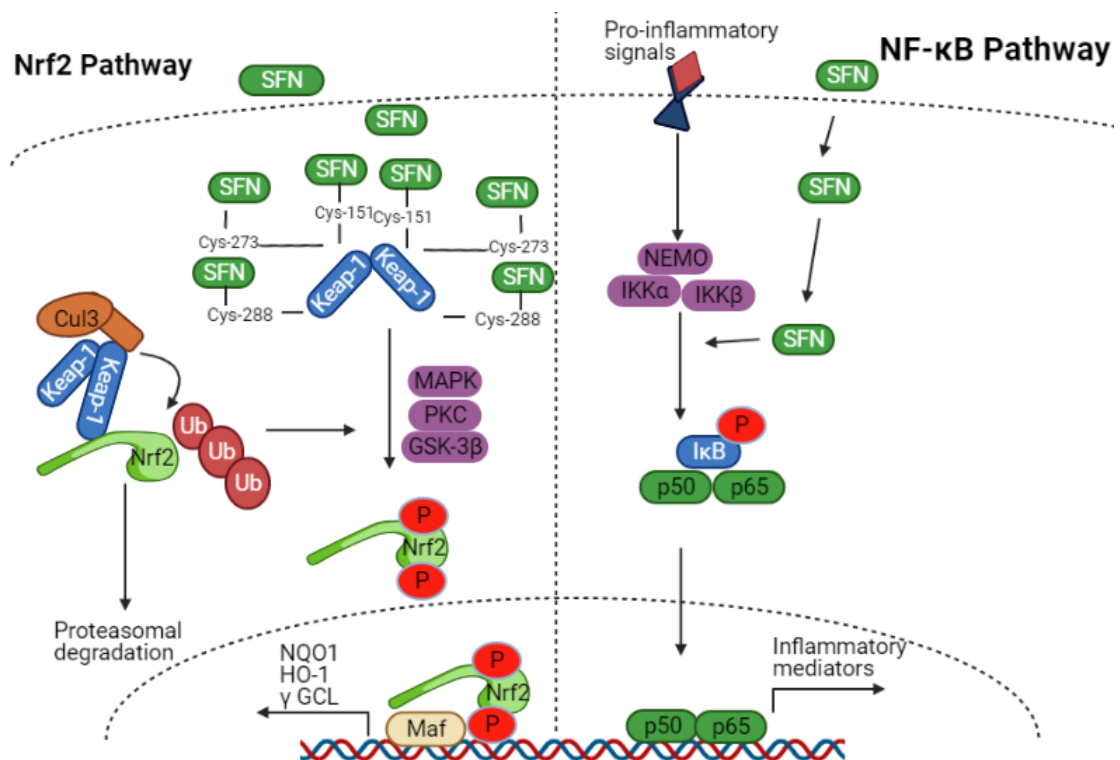 Nrf2 Pathway
SFN
SFN
SFN
SFN
SFN
SFN
Cys-151
Cys-151
Cys-273
Cys-273
SFN
SFN
Keap-1
Keap-1
Cys-288
Cys-288
Cul3
Keap-1
Keap-1
Nrf2
Ub
Ub
Ub
MAPK
PKC
GSK-3β
P
Nrf2
P
Proteasomal
degradation
NQO1
HO-1
γ GCL
P
Nrf2
Maf
P
Pro-inflammatory
signals
NF-κB Pathway
SFN
SFN
NEMO
IKKα
IKKβ
SFN
P
IκB
p50
p65
Inflammatory
mediators
p50
p65